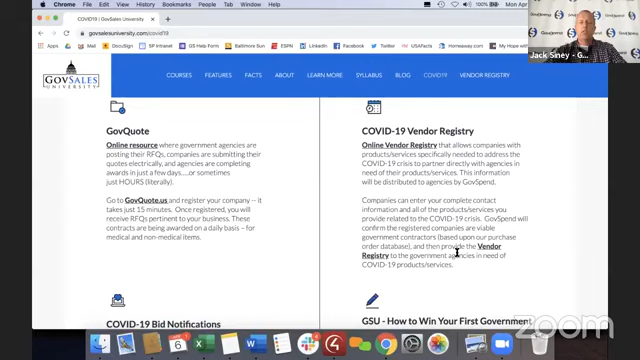 Chrome File Edit View History Bookmarks People Tab Window Help
Mon Apr
COVID19 | GovSales University
govsalesuniversity.com/covid19
Apps DocuSign SP Intranet GS Help Form Baltimore Sun English ESPN Online Banking Twitter USAFacts Homeaway.com My Hope with
Jack Siney - G...
GOVSALES
UNIVERSITY
COURSES FEATURES FACTS ABOUT LEARN MORE SYLLABUS BLOG COVID19 VENDOR REGISTRY
GovQuote
Online resource where government agencies are
posting their RFQs, companies are submitting their
quotes electrically, and agencies are completing
awards in just a few days....or sometimes
just HOURS (literally).
Go to GovQuote.us and register your company -- it
takes just 15 minutes. Once registered, you will
receive RFQs pertinent to your business. These
contracts are being awarded on a daily basis - for
medical and non-medical items.
COVID-19 Vendor Registry
Online Vendor Registry that allows companies with
products/services specifically needed to address the
COVID-19 crisis to partner directly with agencies in
need of their products/services. This information
will be distributed to agencies by GovSpend.
Companies can enter your complete contact
information and all of the products/services you
provide related to the COVID-19 crisis. GovSpend will
confirm the registered companies are viable
government contractors (based upon our purchase
order database), and then provide the Vendor
Registry to the government agencies in need of
COVID-19 products/services.
COVID-19 Bid Notifications
GSU - How to Win Your First Government
zoom